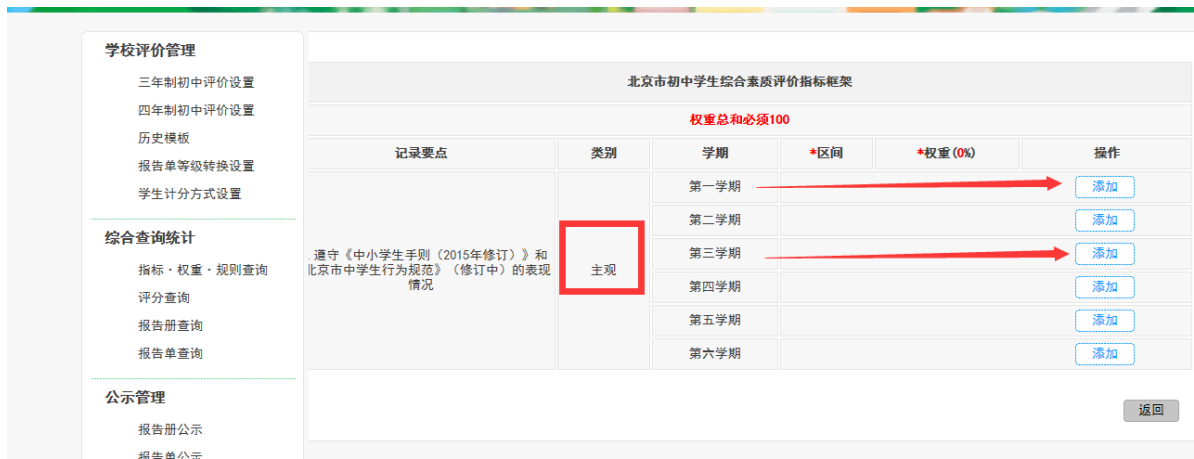 学校评价管理
三年制初中评价设置
四年制初中评价设置
历史模板
报告单等级转换设置
学生计分方式设置
综合查询统计
指标·权重·规则查询
评分查询
报告册查询
报告单查询
公示管理
报告册公示
报告单公示
北京市初中学生综合素质评价指标框架
权重总和必须100
记录要点 类别 学期 *区间 *权重(0%) 操作
.遵守《中小学生手则（2015年修订）》和
北京市中学生行为规范》（修订中）的表现
情况
主观
第一学期 添加
第二学期 添加
第三学期 添加
第四学期 添加
第五学期 添加
第六学期 添加
返回